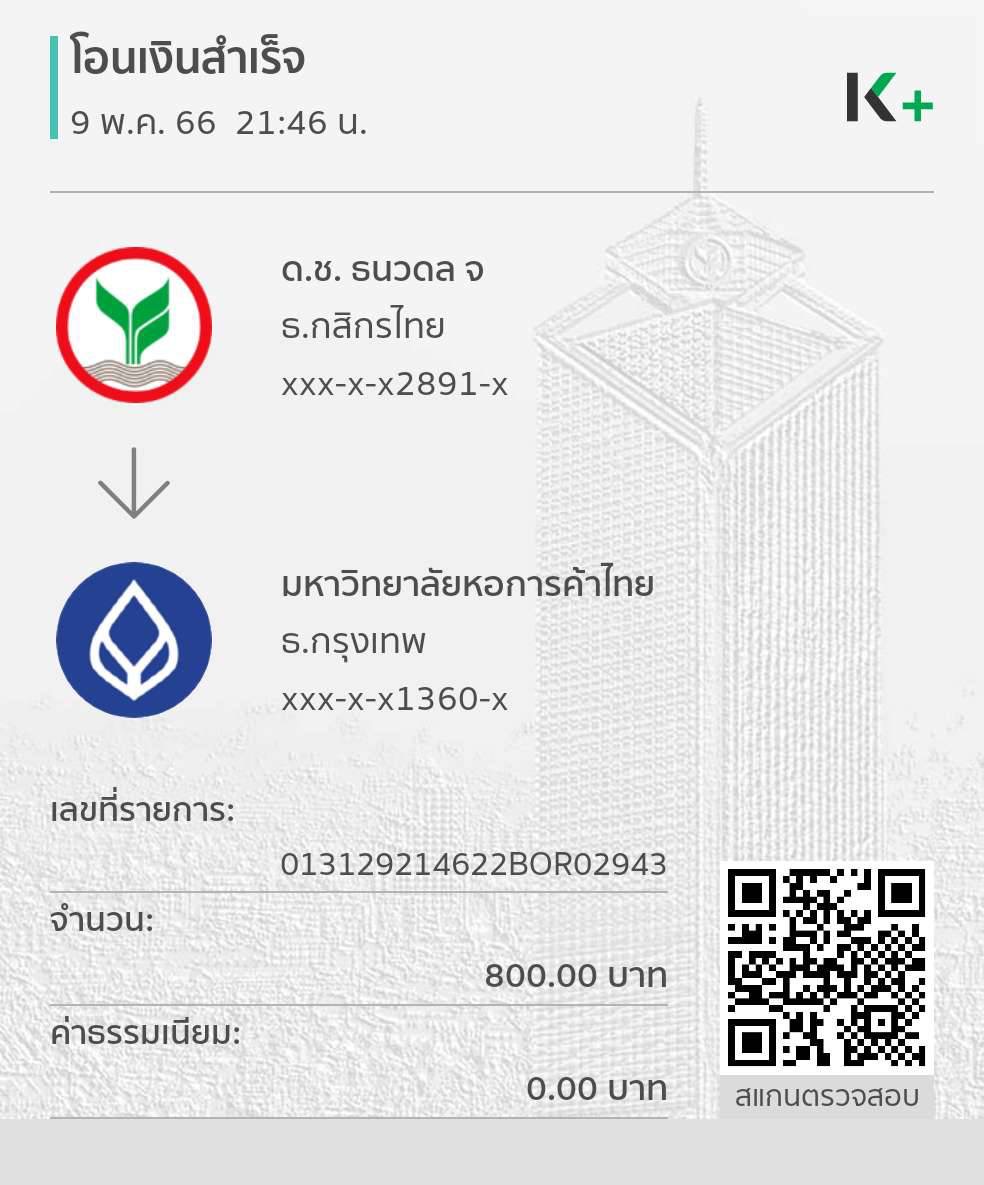 โอนเงินสำเร็จ
9 พ.ค. 66 21:46 น.
K+
ด.ช. ธนวดล จ
ธ.กสิกรไทย
xxx-x-x2891-x
มหาวิทยาลัยหอการค้าไทย
ธ.กรุงเทพ
xxx-x-x1360-x
เลขที่รายการ:
013129214622BOR02943
จำนวน:
800.00 บาท
ค่าธรรมเนียม:
0.00 บาท
สแกนตรวจสอบ